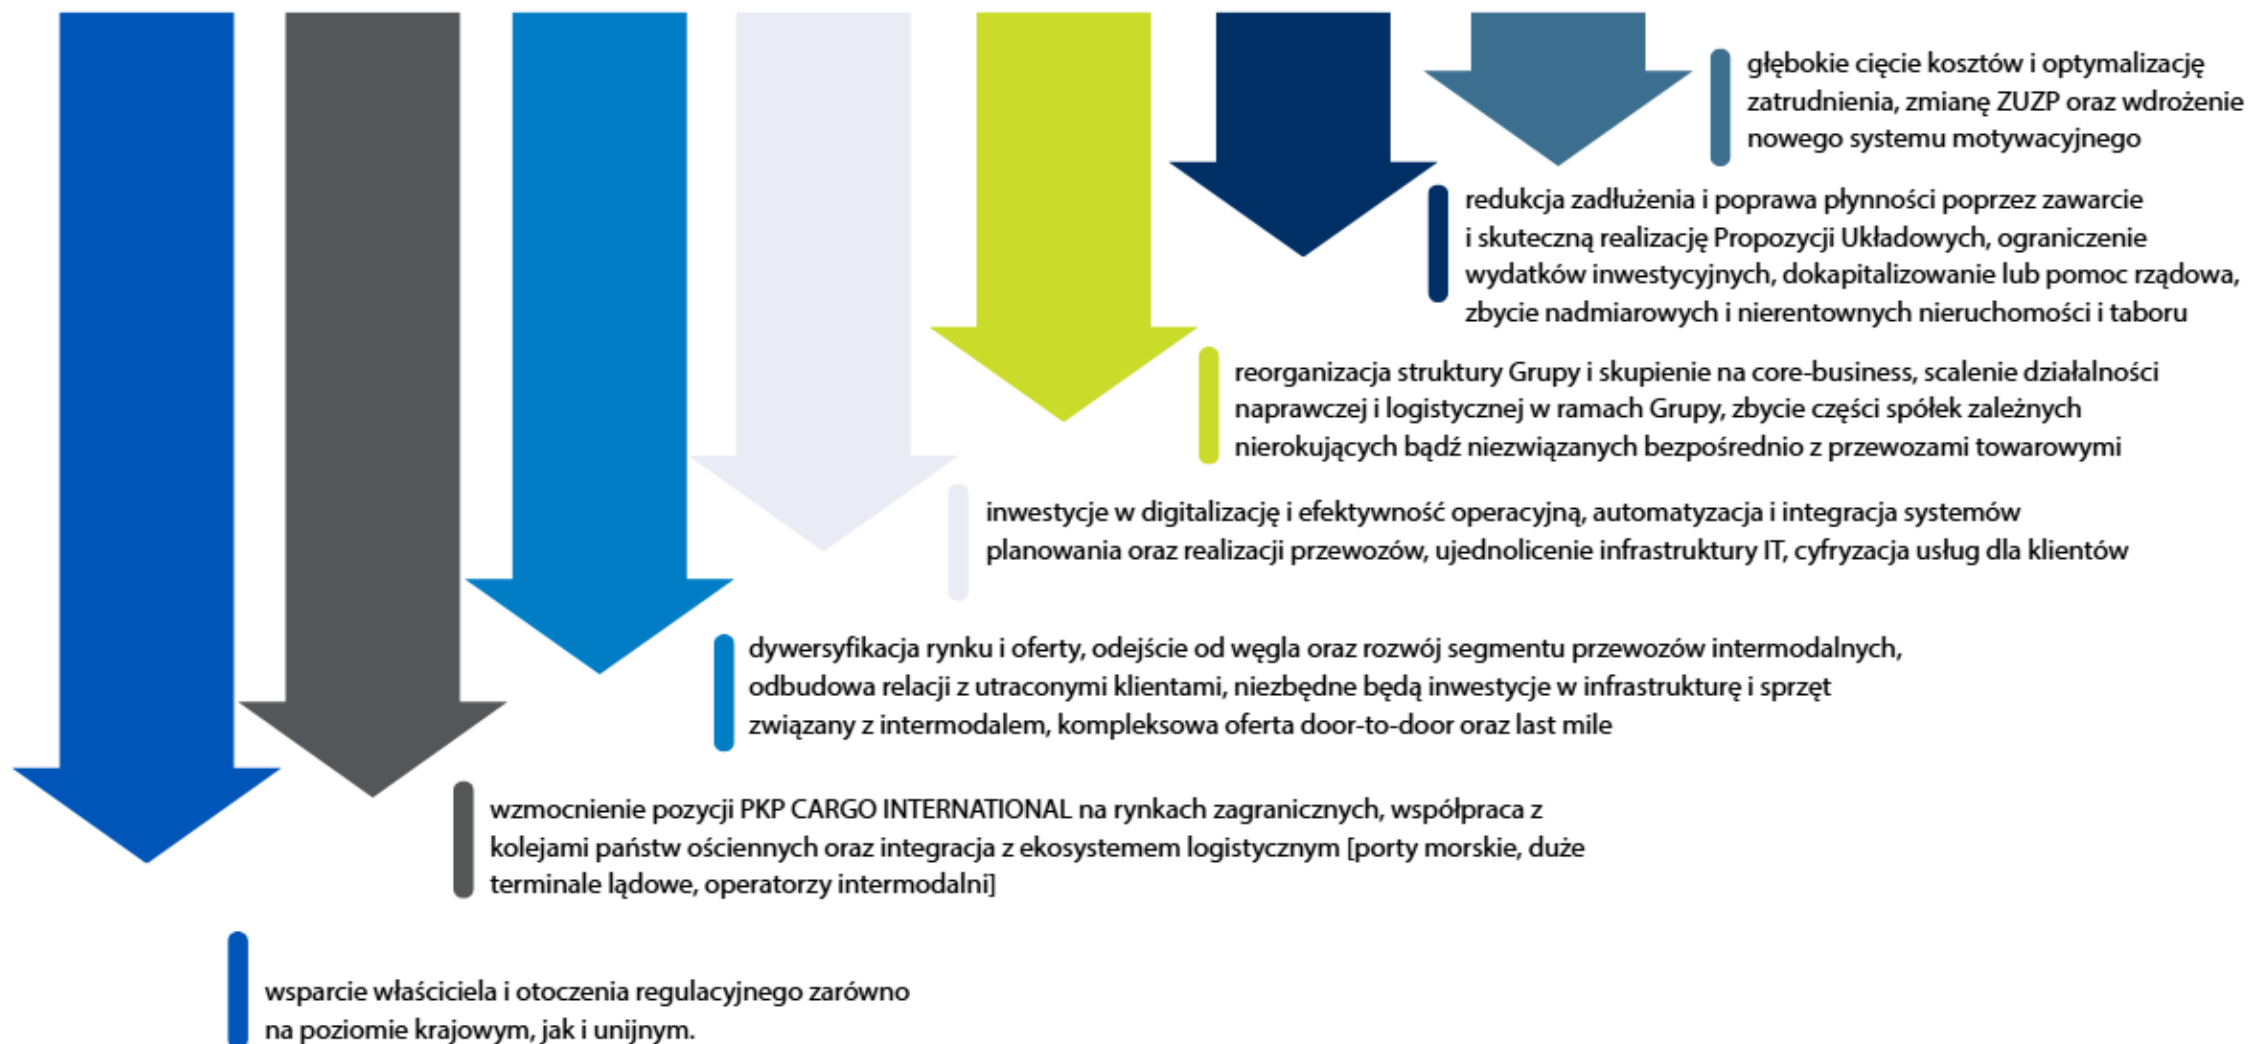 głębokie cięcie kosztów i optymalizację
zatrudnienia, zmianę ZUZP oraz wdrożenie
nowego systemu motywacyjnego
redukcja zadłużenia i poprawa płynności poprzez zawarcie
i skuteczną realizację Propozycji Układowych, ograniczenie
wydatków inwestycyjnych, dokapitalizowanie lub pomoc rządowa,
zbycie nadmiarowych i nierentownych nieruchomości i taboru
reorganizacja struktury Grupy i skupienie na core-business, scalenie działalności
naprawczej i logistycznej w ramach Grupy, zbycie części spółek zależnych
nierokujących bądź niezwiązanych bezpośrednio z przewozami towarowymi
inwestycje w digitalizację i efektywność operacyjną, automatyzacja i integracja systemów
planowania oraz realizacji przewozów, ujednolicenie infrastruktury IT, cyfryzacja usług dla klientów
dywersyfikacja rynku i oferty, odejście od węgla oraz rozwój segmentu przewozów intermodalnych,
odbudowa relacji z utraconymi klientami, niezbędne będą inwestycje w infrastrukturę i sprzęt
związany z intermodalem, kompleksowa oferta door-to-door oraz last mile
wzmocnienie pozycji PKP CARGO INTERNATIONAL na rynkach zagranicznych, współpraca z
kolejami państw ościennych oraz integracja z ekosystemem logistycznym [porty morskie, duże
terminale lądowe, operatorzy intermodalni]
wsparcie właściciela i otoczenia regulacyjnego zarówno
na poziomie krajowym, jak i unijnym.